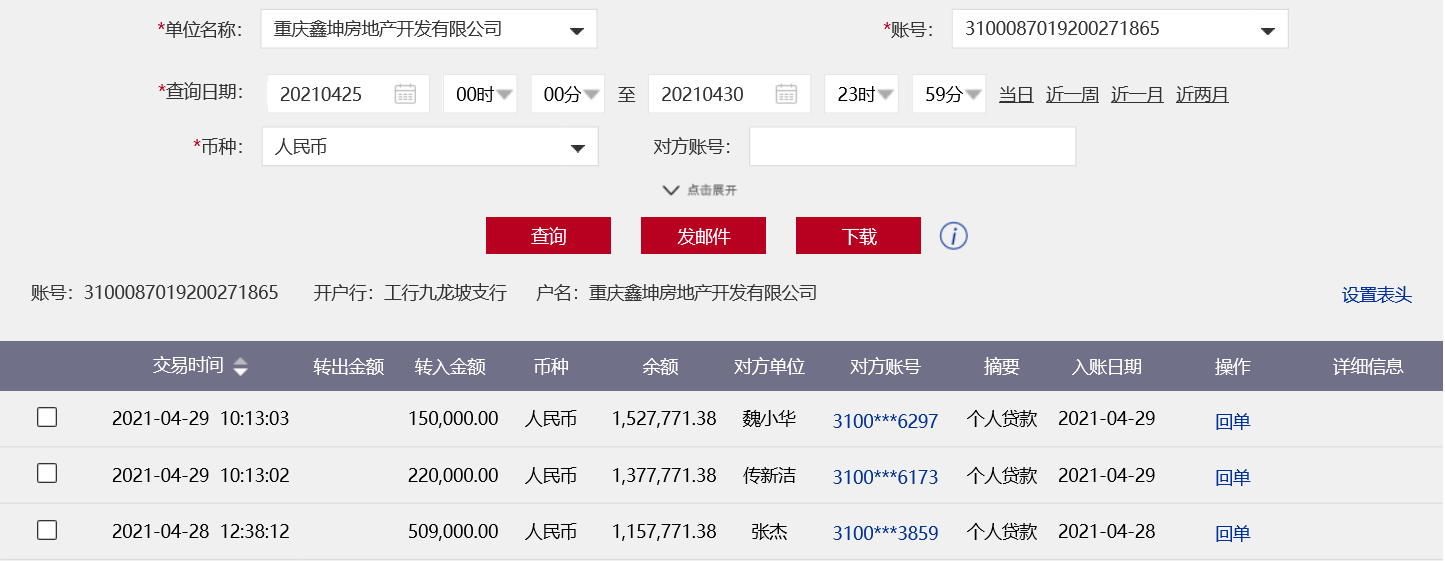 *单位名称： 重庆鑫坤房地产开发有限公司 *账号： 3100087019200271865
*查询日期： 20210425 00时 00分 至 20210430 23时 59分 当日 近一周 近一月 近两月
*币种： 人民币 对方账号：
点击展开
查询 发邮件 下载 i
账号：3100087019200271865 开户行：工行九龙坡支行 户名：重庆鑫坤房地产开发有限公司 设置表头
交易时间 转出金额 转入金额 币种 余额 对方单位 对方账号 摘要 入账日期 操作 详细信息
2021-04-29 10:13:03 150,000.00 人民币 1,527,771.38 魏小华 3100***6297 个人贷款 2021-04-29 回单
2021-04-29 10:13:02 220,000.00 人民币 1,377,771.38 传新洁 3100***6173 个人贷款 2021-04-29 回单
2021-04-28 12:38:12 509,000.00 人民币 1,157,771.38 张杰 3100***3859 个人贷款 2021-04-28 回单